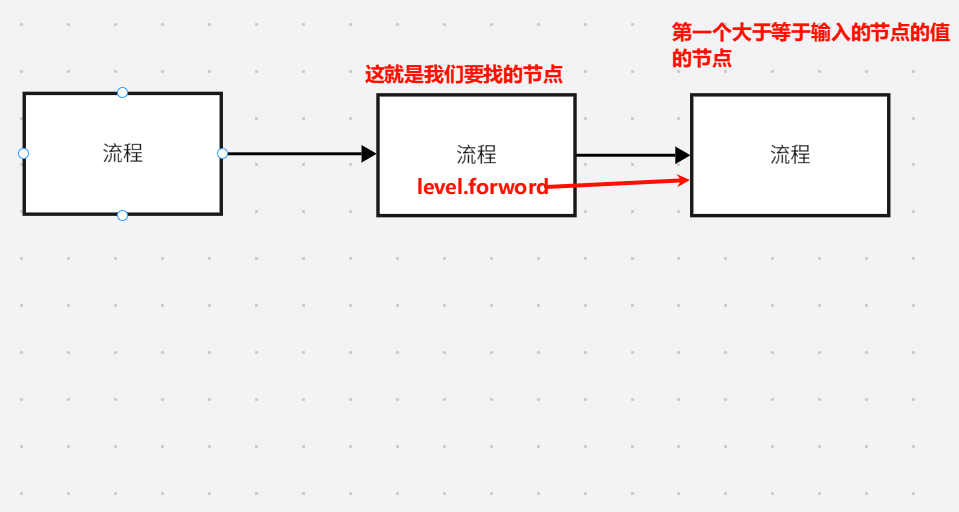 第一个大于等于输入的节点的值
的节点
这就是我们要找的节点
流程
流程
流程
level.forword